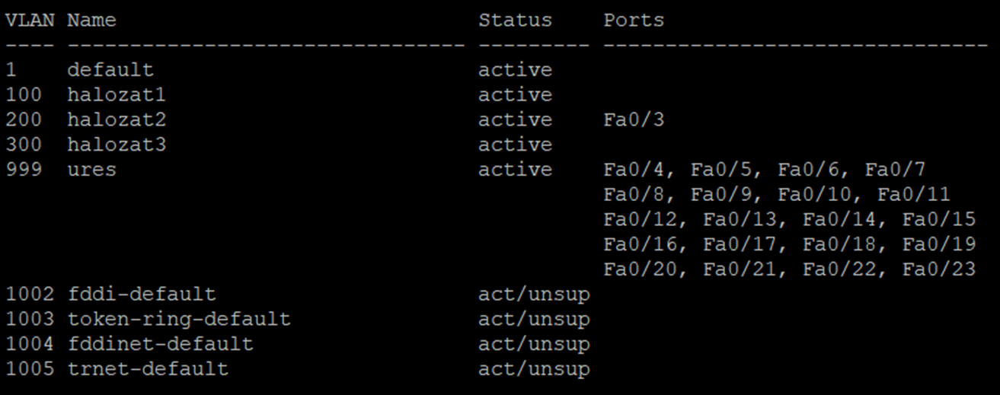 VLAN Name                             Status    Ports
---- -------------------------------- --------- -------------------------------
1    default                          active
100  halozat1                         active
200  halozat2                         active    Fa0/3
300  halozat3                         active
999  ures                             active    Fa0/4, Fa0/5, Fa0/6, Fa0/7
                                                Fa0/8, Fa0/9, Fa0/10, Fa0/11
                                                Fa0/12, Fa0/13, Fa0/14, Fa0/15
                                                Fa0/16, Fa0/17, Fa0/18, Fa0/19
                                                Fa0/20, Fa0/21, Fa0/22, Fa0/23
1002 fddi-default                     act/unsup
1003 token-ring-default               act/unsup
1004 fddinet-default                  act/unsup
1005 trnet-default                    act/unsup